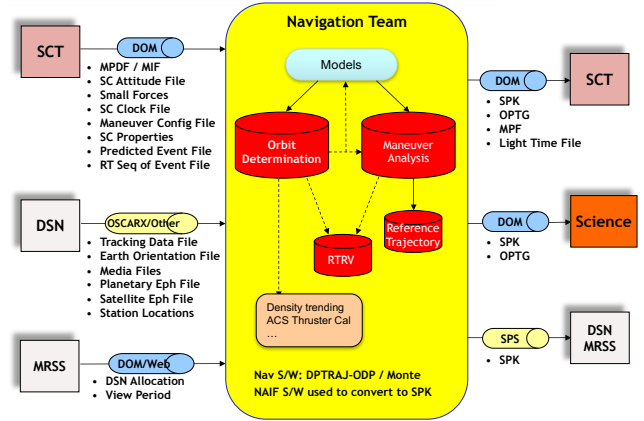 Navigation Team
SCT
DOM
• MPDF / MIF
• SC Attitude File
• Small Forces
• SC Clock File
• Maneuver Config File
• SC Properties
• Predicted Event File
• RT Seq of Event File
DSN
OSCARX/Other
• Tracking Data File
• Earth Orientation File
• Media Files
• Planetary Eph File
• Satellite Eph File
• Station Locations
MRSS
DOM/Web
• DSN Allocation
• View Period
Models
Orbit
Determination
Maneuver
Analysis
Reference
Trajectory
RTRV
Density trending
ACS Thruster Cal
…
Nav S/W: DPTRAJ-ODP / Monte
NAIF S/W used to convert to SPK
DOM
SCT
• SPK
• OPTG
• MPF
• Light Time File
DOM
Science
• SPK
• OPTG
SPS
DSN
MRSS
• SPK